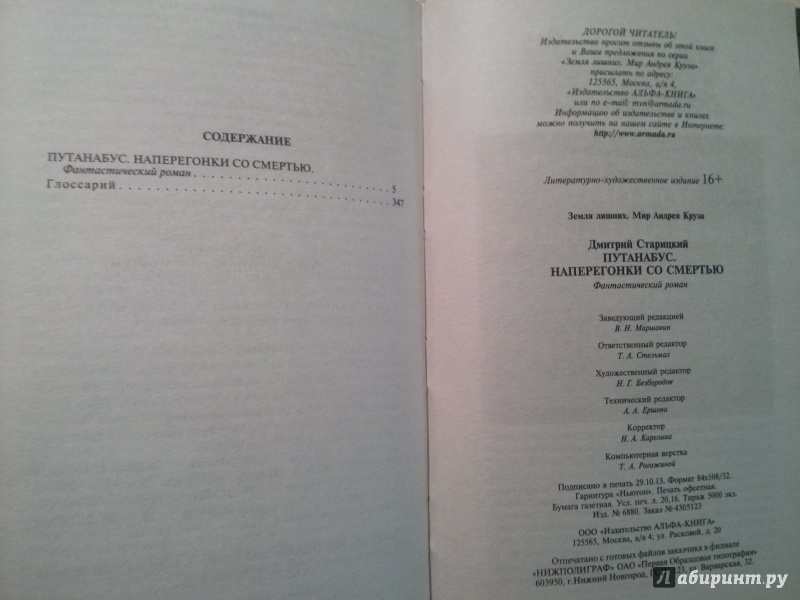 СОДЕРЖАНИЕ
ПУТАНАБУС. НАПЕРЕГОНКИ СО СМЕРТЬЮ.
Фантастический роман . . . . . . . . . . . . . . . . . . . . . . . . . . . . . 5
Глоссарий . . . . . . . . . . . . . . . . . . . . . . . . . . . . . . . . . . . . . . . 347
ДОРОГОЙ ЧИТАТЕЛЬ!
Издательство просит отзывы об этой книге
и Ваши предложения по серии
«Земля лишних. Мир Андрея Круза»
присылать по адресу:
125565, Москва, а/я 4,
«Издательство АЛЬФА-КНИГА»
или по e-mail: mvn@armada.ru
Информацию об издательстве и книгах
можно получить на нашем сайте в Интернете:
http://www.armada.ru
Литературно-художественное издание 16+
Земля лишних. Мир Андрея Круза
Дмитрий Старицкий
ПУТАНАБУС.
НАПЕРЕГОНКИ СО СМЕРТЬЮ
Фантастический роман
Заведующий редакцией
В. Н. Маршавин
Ответственный редактор
Т. А. Стельмах
Художественный редактор
Н. Г. Безбородов
Технический редактор
А. А. Ершова
Корректор
Н. А. Карелина
Компьютерная верстка
Т. А. Рогожиной
Подписано в печать 29.10.13. Формат 84х108/32.
Гарнитура «Ньютон». Печать офсетная.
Бумага газетная. Усл. печ. л. 20,16. Тираж 5000 экз.
Изд. № 6880. Заказ № 4305123
ООО «Издательство АЛЬФА-КНИГА»
125565, Москва, а/я 4; ул. Расковой, д. 20
Отпечатано с готовых файлов заказчика в филиале
«НИЖПОЛИГРАФ» ОАО «Первая Образцовая типография»
603950, г. Нижний Новгород, ул. Варварская, 32.
Лабиринт.ру